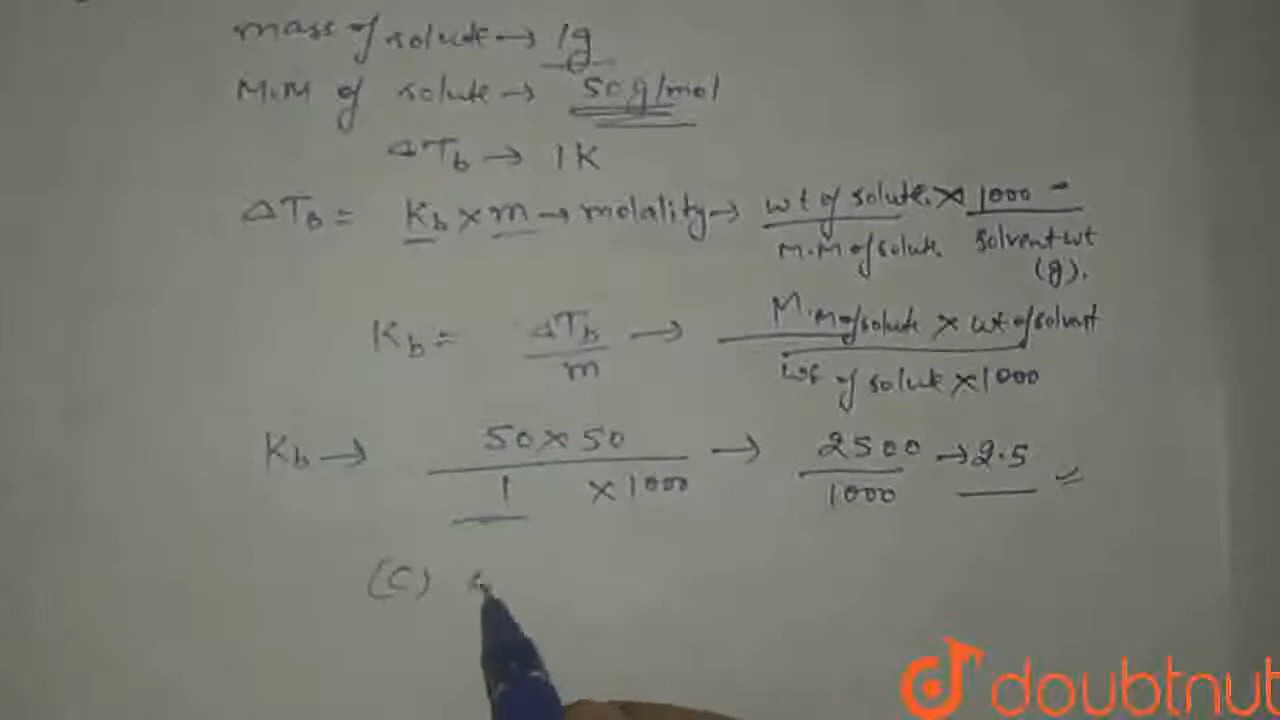 mass of solute → 1g
M.M of solute → 50g/mol
ΔTb → 1K
ΔTb = Kb × m → molality → wt of solute × 1000
M.M of solute solvent wt
(g).
Kb = ΔTb / m → M.M of solute × wt of solvent
wt of solute × 1000
Kb → 50 × 50 / 1 × 1000 → 2500 / 1000 → 2.5
(C)
doubtnut